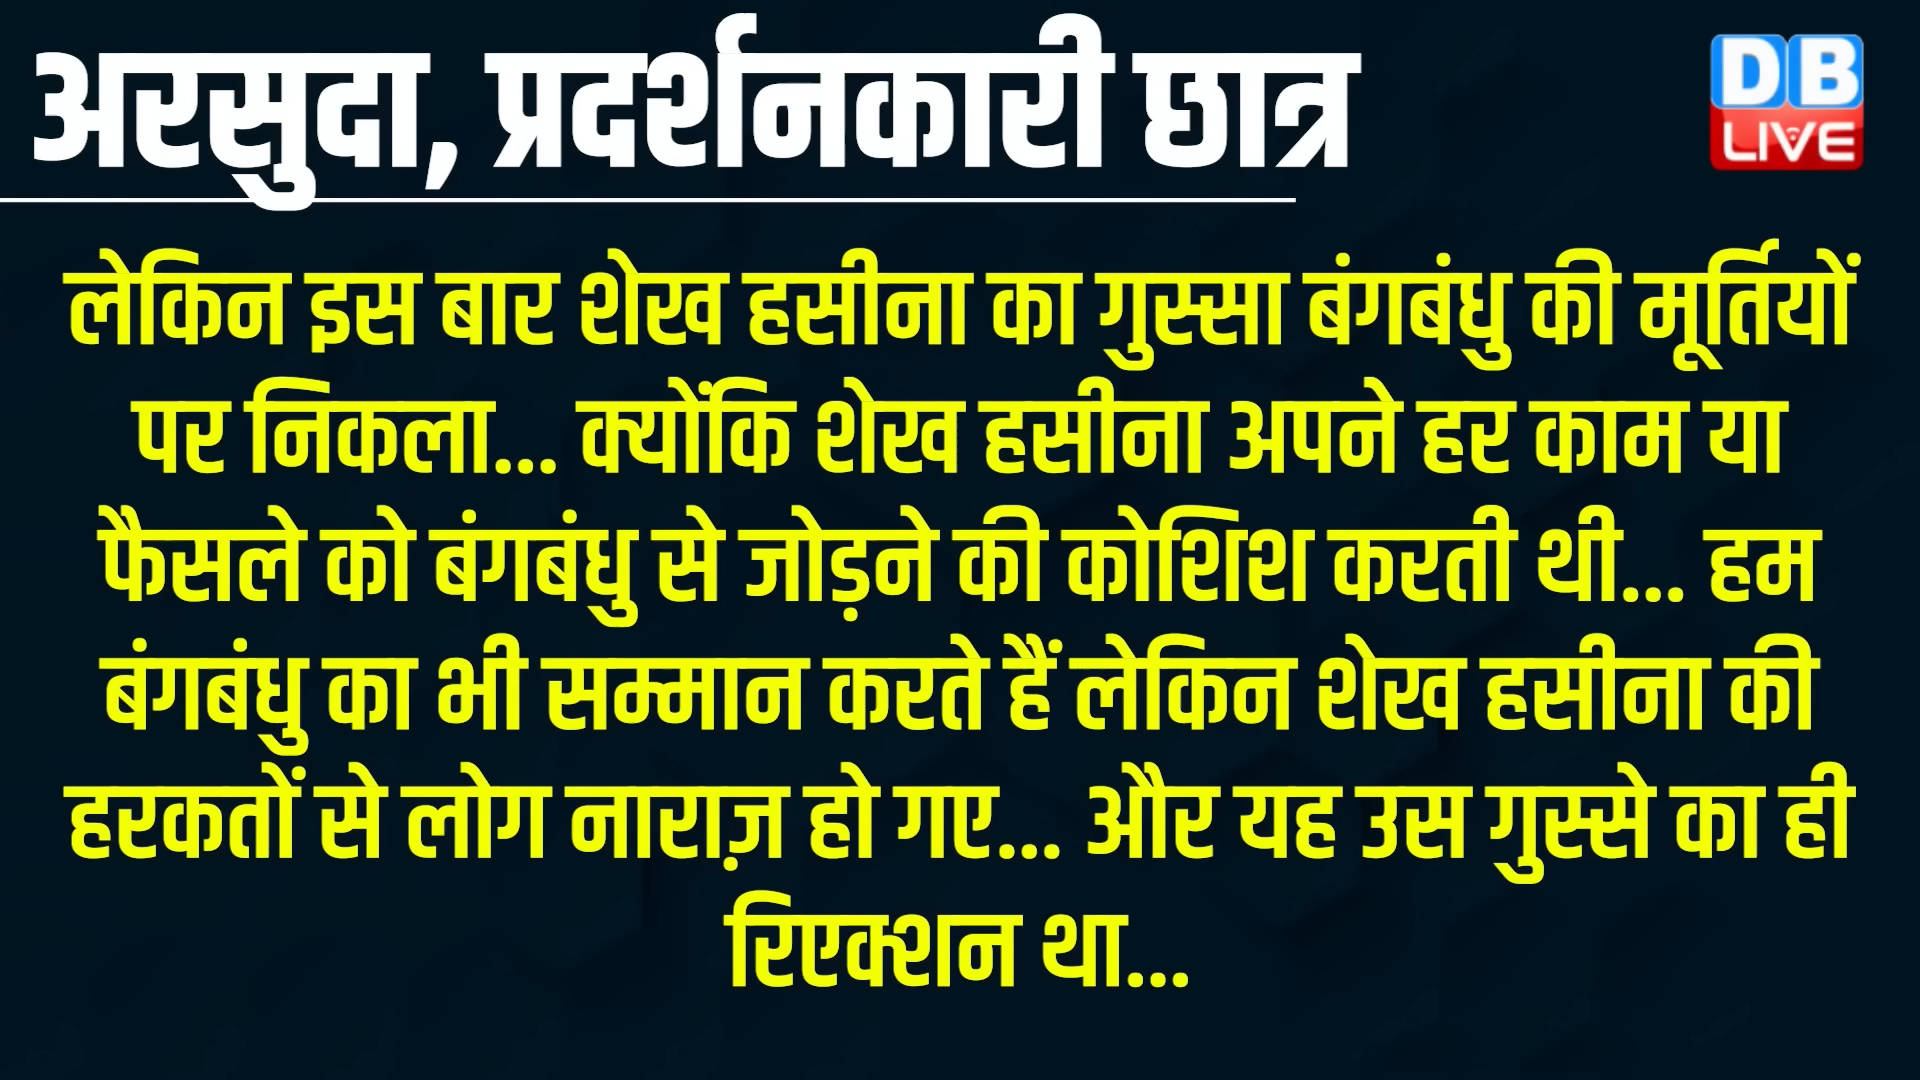 अरसुदा, प्रदर्शनकारी छात्र
DB
LIVE
लेकिन इस बार शेख हसीना का गुस्सा बंगबंधु की मूर्तियों
पर निकला... क्योंकि शेख हसीना अपने हर काम या
फैसले को बंगबंधु से जोड़ने की कोशिश करती थी... हम
बंगबंधु का भी सम्मान करते हैं लेकिन शेख हसीना की
हरकतों से लोग नाराज़ हो गए... और यह उस गुस्से का ही
रिएक्शन था...